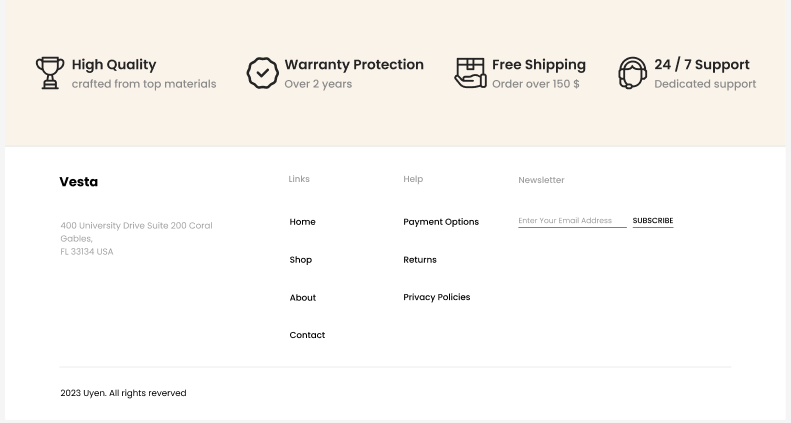 High Quality
crafted from top materials
Warranty Protection
Over 2 years
Free Shipping
Order over 150 $
24 / 7 Support
Dedicated support
Vesta
400 University Drive Suite 200 Coral
Gables,
FL 33134 USA
Links
Home
Shop
About
Contact
Help
Payment Options
Returns
Privacy Policies
Newsletter
Enter Your Email Address SUBSCRIBE
2023 Uyen. All rights reverved